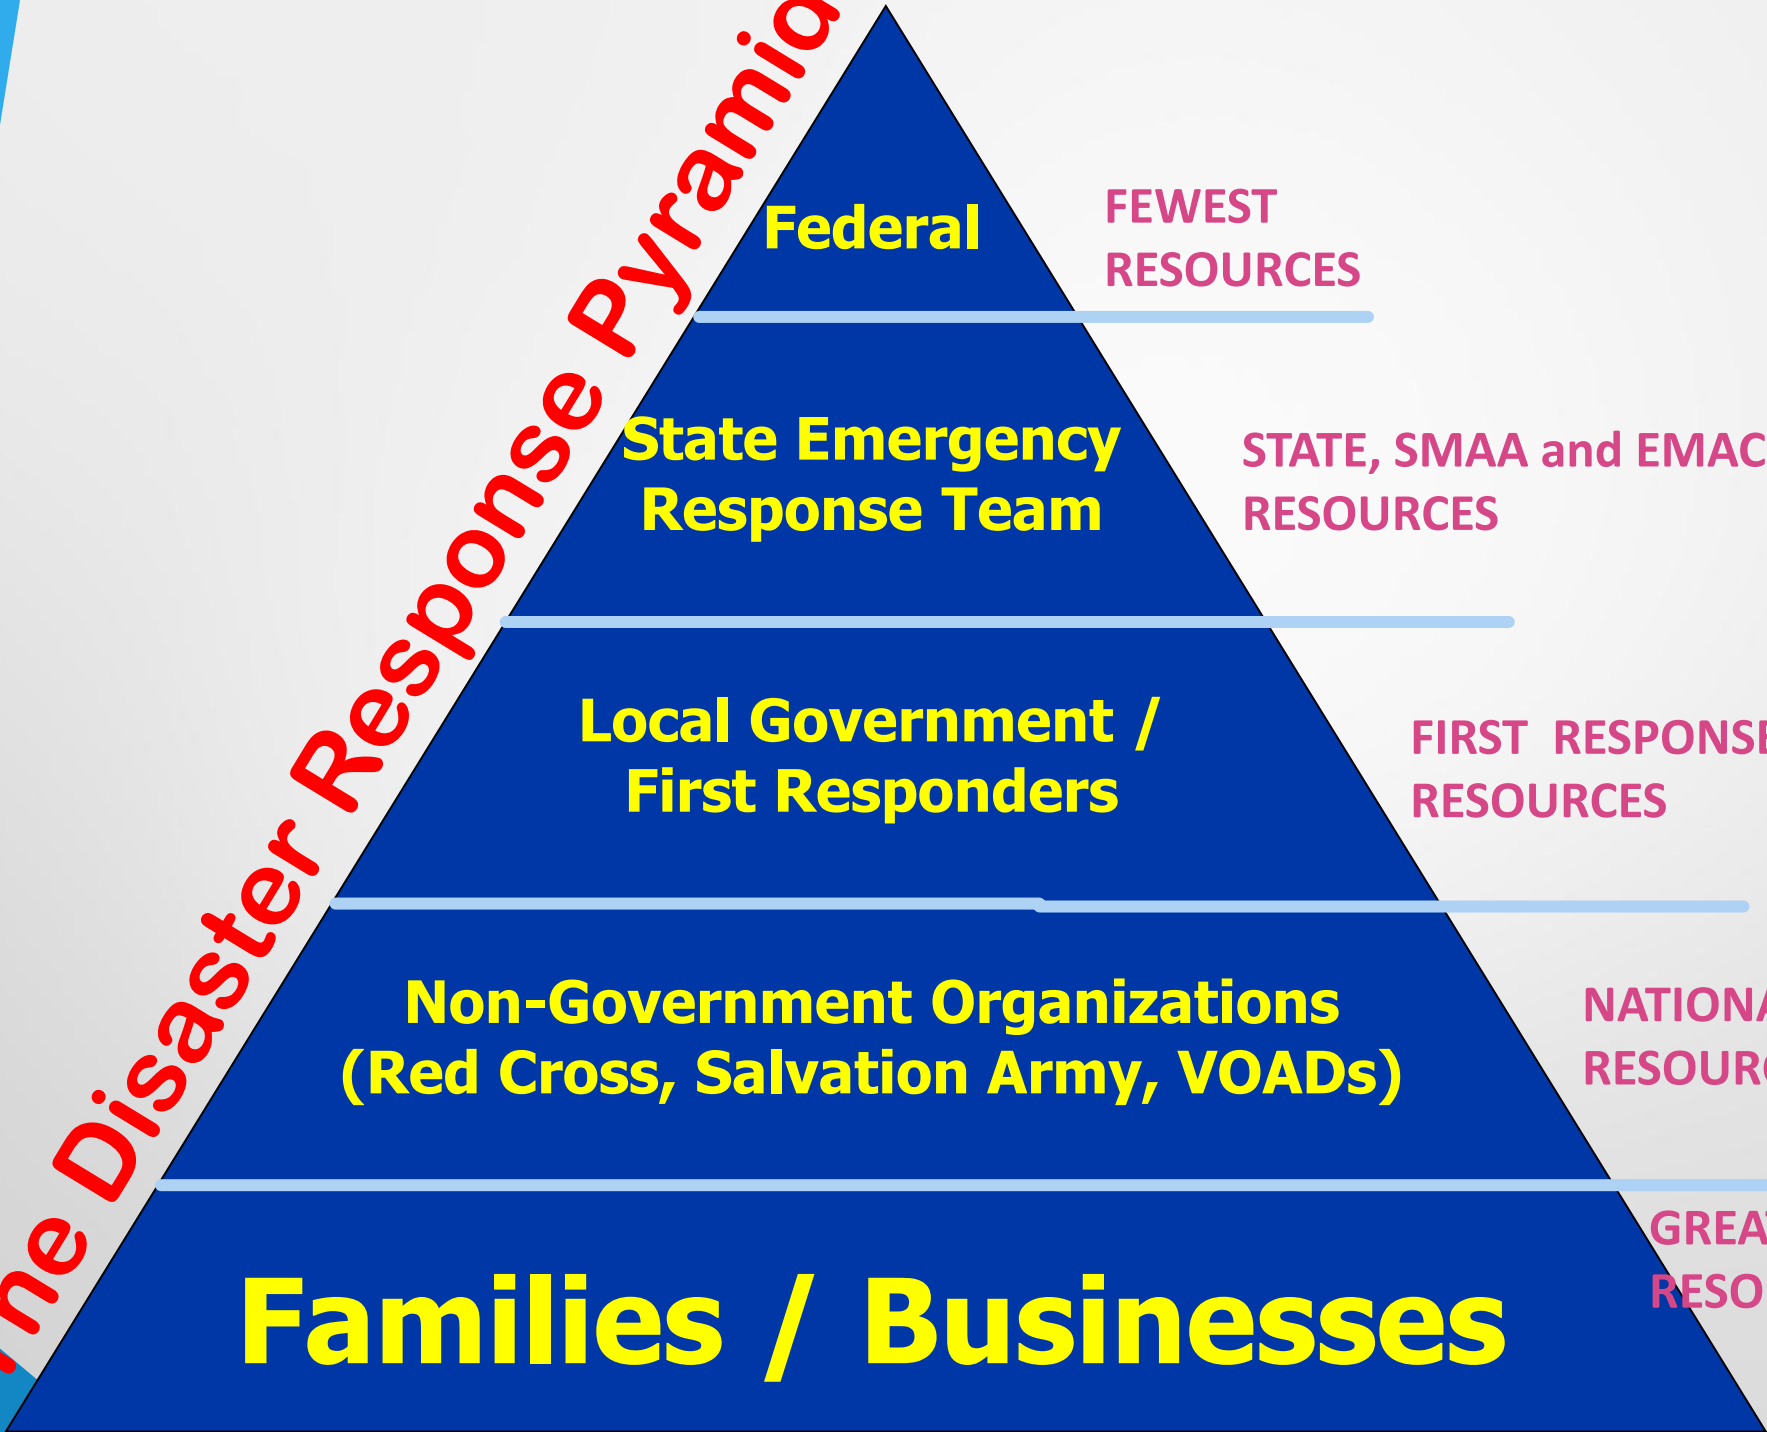 Disaster Response Pyramid
Federal
FEWEST
RESOURCES
State Emergency
Response Team
STATE, SMAA and EMAC
RESOURCES
Local Government /
First Responders
FIRST RESPONSE
RESOURCES
Non-Government Organizations
(Red Cross, Salvation Army, VOADs)
Families / Businesses